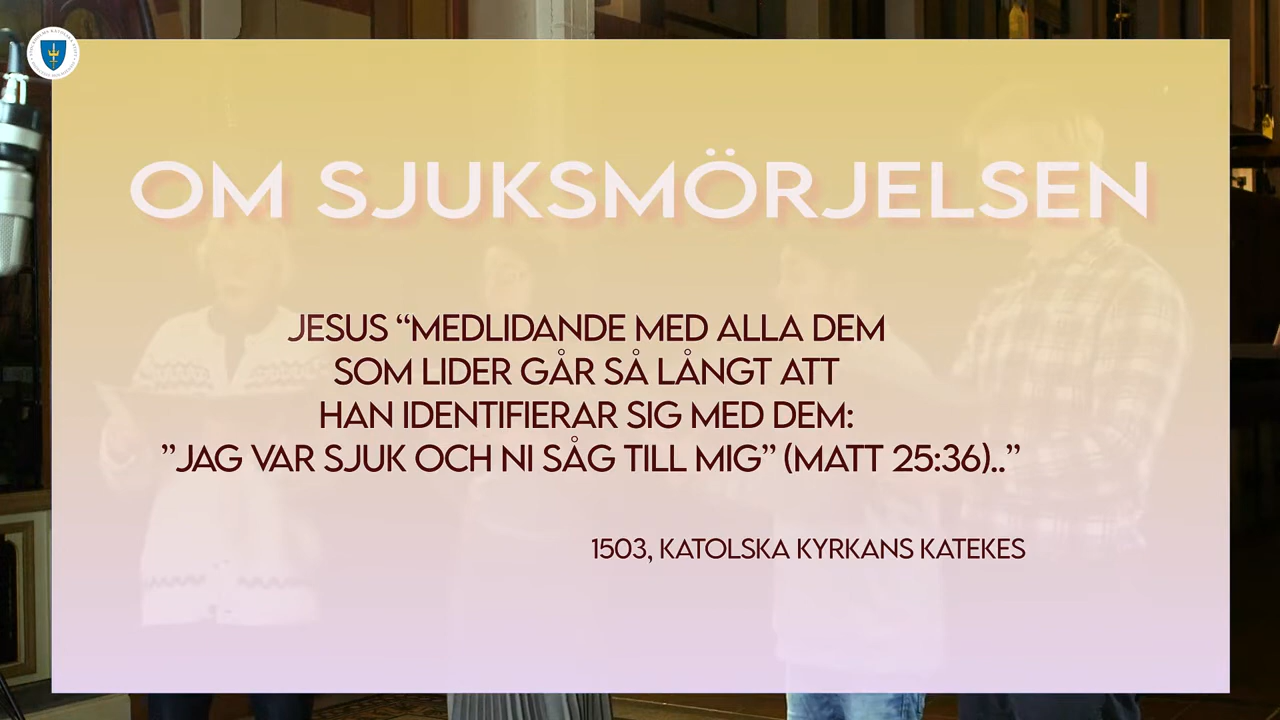 OM SJUKSMÖRJELSEN
JESUS “MEDLIDANDE MED ALLA DEM
SOM LIDER GÅR SÅ LÅNGT ATT
HAN IDENTIFIERAR SIG MED DEM:
”JAG VAR SJUK OCH NI SÅG TILL MIG” (MATT 25:36)..”
1503, KATOLSKA KYRKANS KATEKES